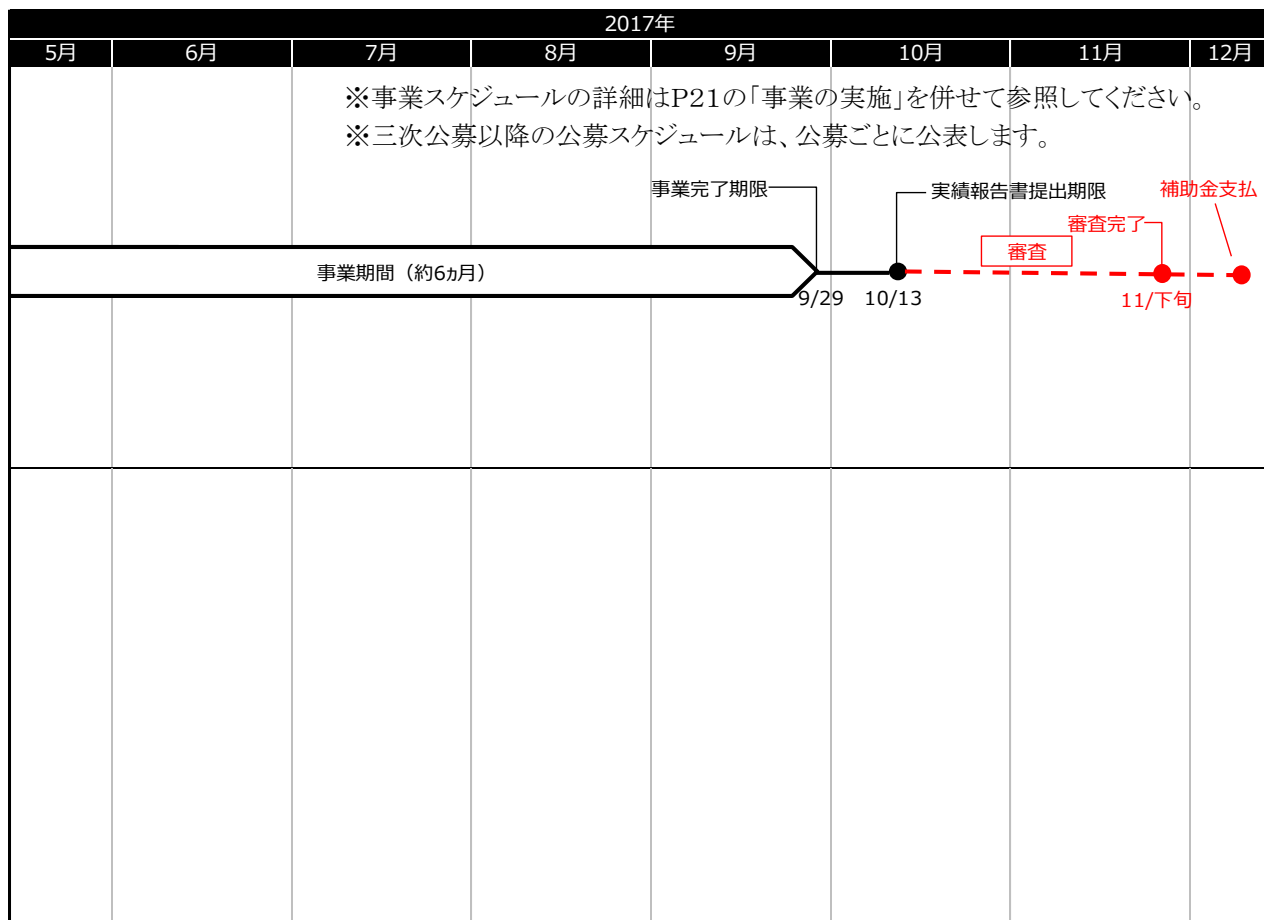 2017年
5月 6月 7月 8月 9月 10月 11月 12月
※事業スケジュールの詳細はP21の「事業の実施」を併せて参照してください。
※三次公募以降の公募スケジュールは、公募ごとに公表します。
事業完了期限 実績報告書提出期限 補助金支払
審査完了
審査
事業期間（約6ヵ月）
9/29 10/13 11/下旬